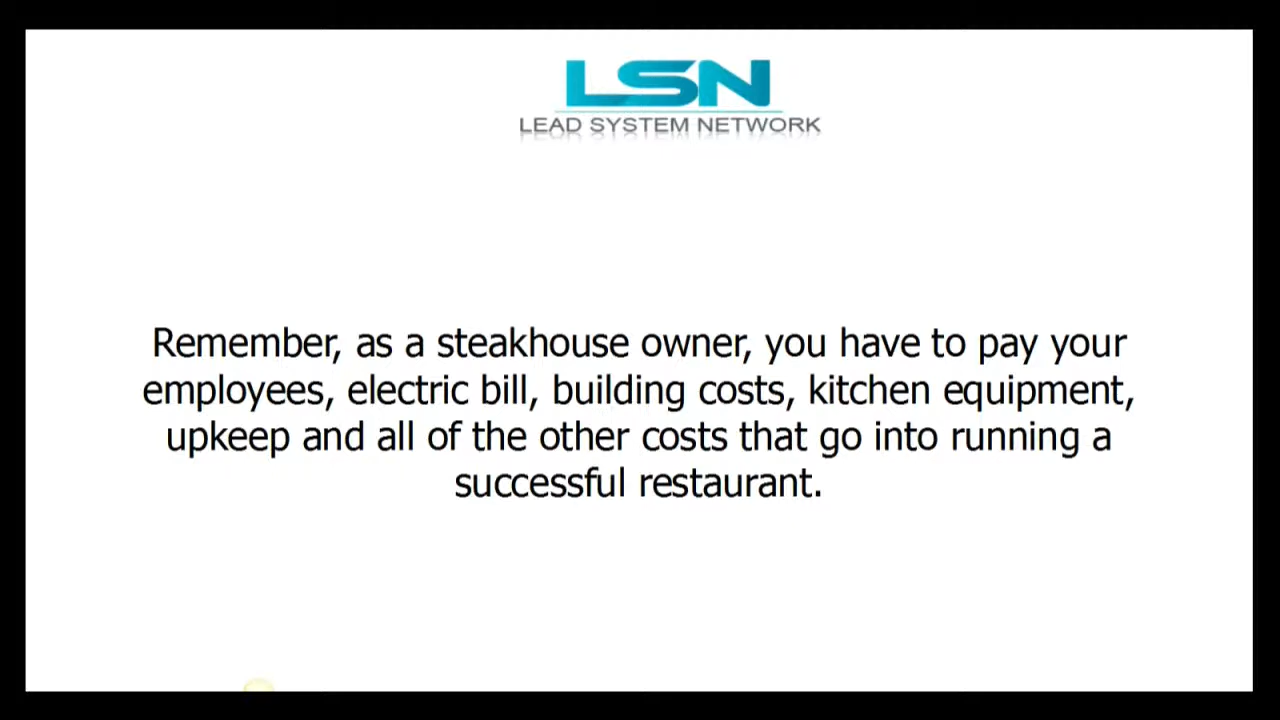 LSN
LEAD SYSTEM NETWORK
Remember, as a steakhouse owner, you have to pay your
employees, electric bill, building costs, kitchen equipment,
upkeep and all of the other costs that go into running a
successful restaurant.